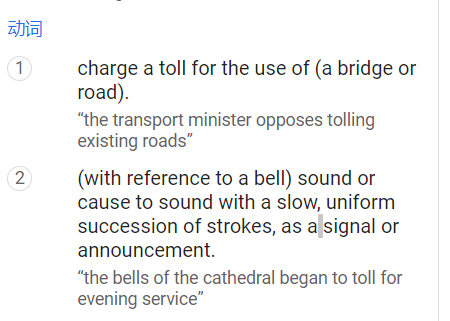 动词
1
charge a toll for the use of (a bridge or
road).
“the transport minister opposes tolling
existing roads”
2
(with reference to a bell) sound or
cause to sound with a slow, uniform
succession of strokes, as a signal or
announcement.
“the bells of the cathedral began to toll for
evening service”